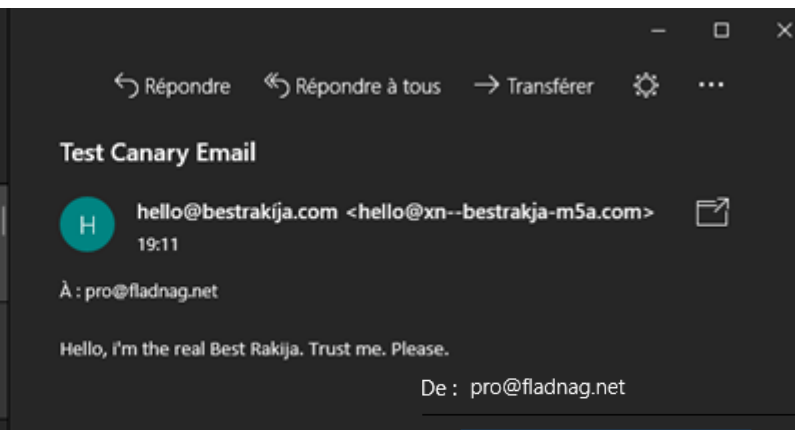 Répondre Répondre à tous Transférer
Test Canary Email
H
hello@bestrakíja.com <hello@xn--bestrakja-m5a.com>
19:11
À : pro@fladnag.net
Hello, i'm the real Best Rakija. Trust me. Please.
De : pro@fladnag.net